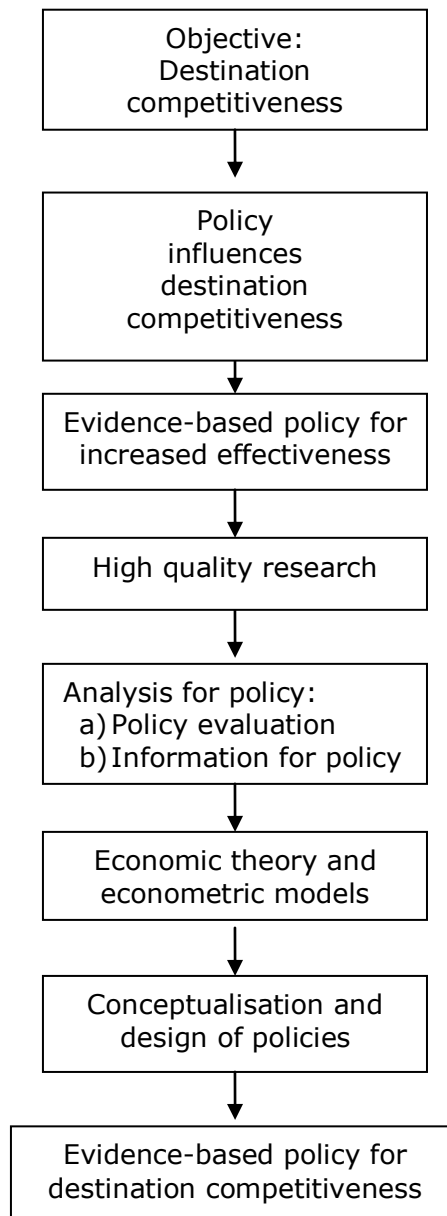 Objective:
Destination
competitiveness
Policy
influences
destination
competitiveness
Evidence-based policy for
increased effectiveness
High quality research
Analysis for policy:
a) Policy evaluation
b) Information for policy
Economic theory and
econometric models
Conceptualisation and
design of policies
Evidence-based policy for
destination competitiveness